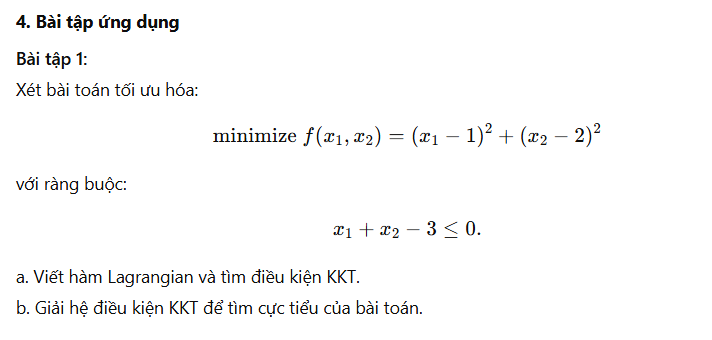 4. Bài tập ứng dụng
Bài tập 1:
Xét bài toán tối ưu hóa:
minimize f(x₁, x₂) = (x₁ − 1)² + (x₂ − 2)²
với ràng buộc:
x₁ + x₂ − 3 ≤ 0.
a. Viết hàm Lagrangian và tìm điều kiện KKT.
b. Giải hệ điều kiện KKT để tìm cực tiểu của bài toán.